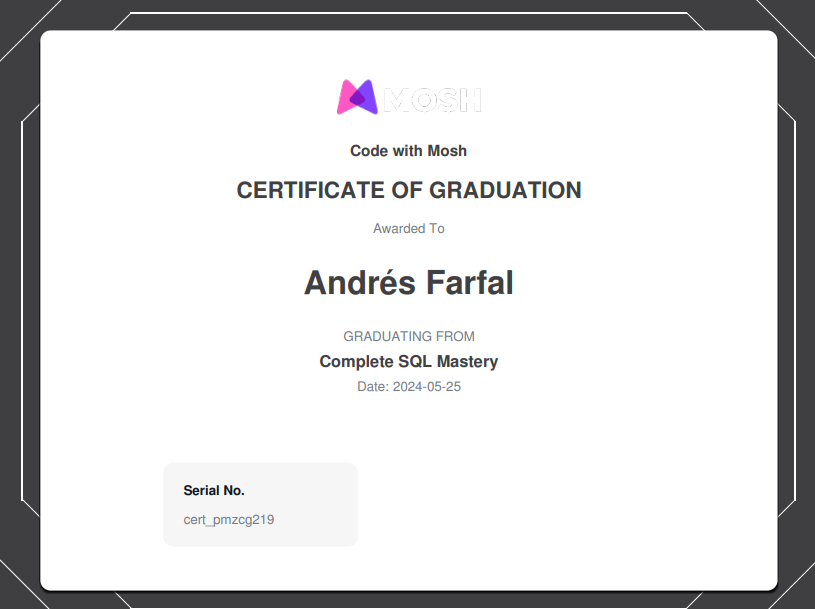 MOSH
Code with Mosh
CERTIFICATE OF GRADUATION
Awarded To
Andrés Farfal
GRADUATING FROM
Complete SQL Mastery
Date: 2024-05-25
Serial No.
cert_pmzcg219